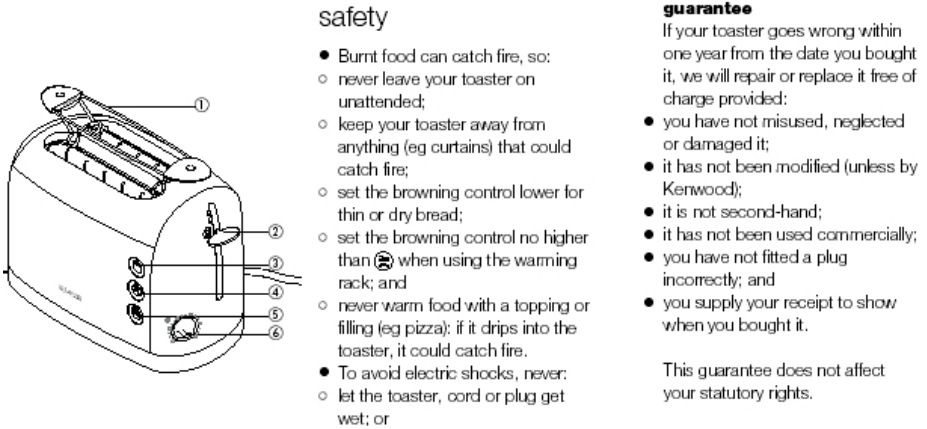 ①
②
③
④
⑤
⑥
safety
● Burnt food can catch fire, so:
○ never leave your toaster on
unattended;
○ keep your toaster away from
anything (eg curtains) that could
catch fire;
○ set the browning control lower for
thin or dry bread;
○ set the browning control no higher
than when using the warming
rack; and
○ never warm food with a topping or
filling (eg pizza): if it drips into the
toaster, it could catch fire.
● To avoid electric shocks, never:
○ let the toaster, cord or plug get
wet; or
guarantee
If your toaster goes wrong within
one year from the date you bought
it, we will repair or replace it free of
charge provided:
● you have not misused, neglected
or damaged it;
● it has not been modified (unless by
Kenwood);
● it is not second-hand;
● it has not been used commercially;
● you have not fitted a plug
incorrectly; and
● you supply your receipt to show
when you bought it.
This guarantee does not affect
your statutory rights.